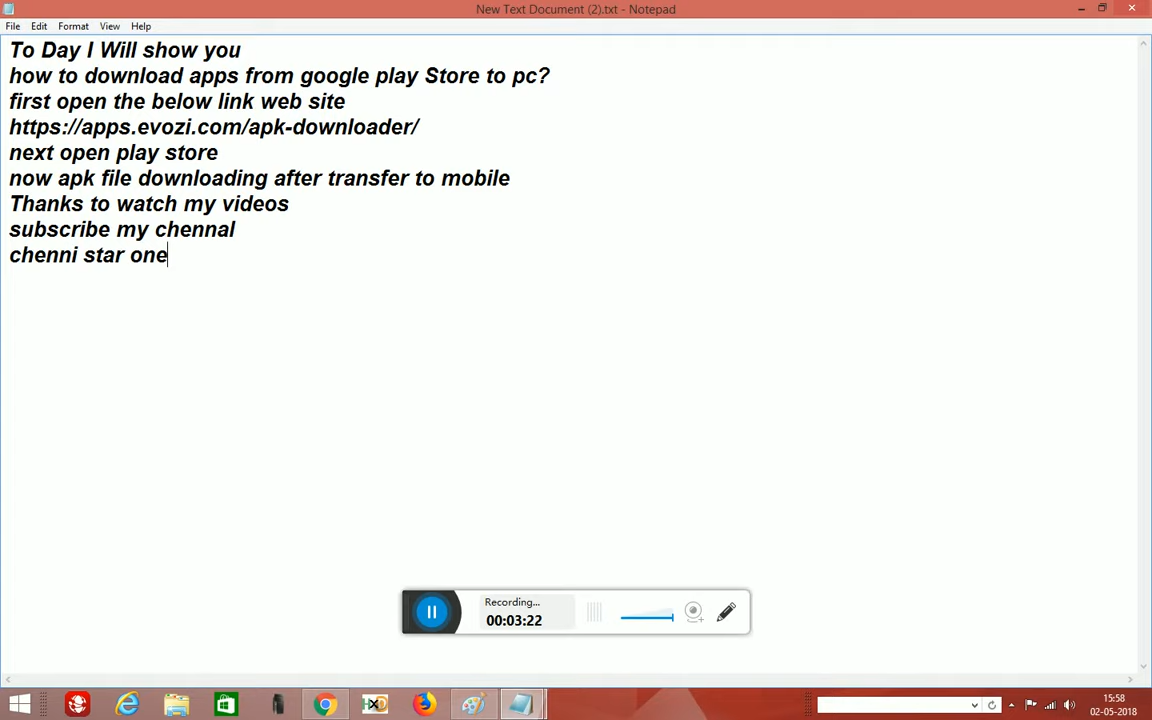 New Text Document (2).txt - Notepad
File Edit Format View Help
To Day I Will show you
how to download apps from google play Store to pc?
first open the below link web site
https://apps.evozi.com/apk-downloader/
next open play store
now apk file downloading after transfer to mobile
Thanks to watch my videos
subscribe my chennal
chenni star one
Recording...
00:03:22
15:58
02-05-2018